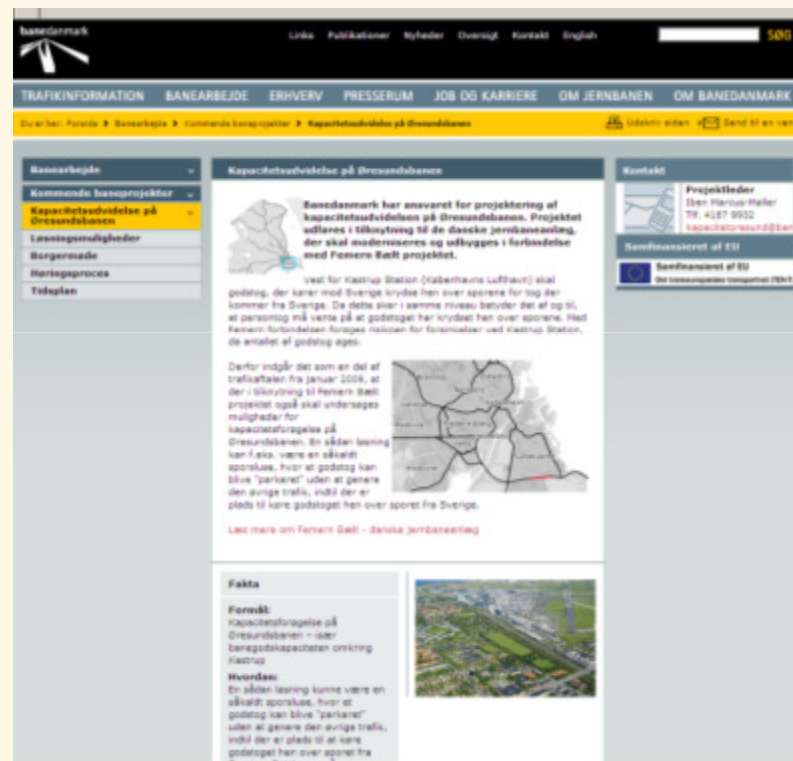 banedanmark
Links Publikationer Nyheder Oversigt Kontakt English
SØG
TRAFIKINFORMATION BANEARBEJDE ERHVERV PRESSERUM JOB OG KARRIERE OM JERNBANEN OM BANEDANMARK
Du er her: Forside > Banearbejde > Kommende baneprojekter > Kapacitetsudvidelse på Øresundsbanen
Udskriv siden Send til en ven
Banearbejde
Kommende baneprojekter
Kapacitetsudvidelse på
Øresundsbanen
Løsningsmuligheder
Borgermøde
Høringsproces
Tidsplan
Kapacitetsudvidelse på Øresundsbanen
Banedanmark har ansvaret for projektering af
kapacitetsudvidelsen på Øresundsbanen. Projektet
udføres i tilknytning til de danske jernbaneanlæg,
der skal moderniseres og udbygges i forbindelse
med Femern Bælt projektet.
Vest for Kastrup Station (Københavns Lufthavn) skal
godstog, der kører mod Sverige krydse hen over sporene for tog der
kommer fra Sverige. Da dette sker i samme niveau betyder det af og til,
at persontog må vente på at godstoget har krydset hen over sporene. Med
Femern forbindelsen forøges risikoen for forsinkelser ved Kastrup Station,
da antallet af godstog øges.
Derfor indgår det som en del af
trafikaftalen fra januar 2009, at
der i tilknytning til Femern Bælt
projektet også skal undersøges
muligheder for
kapacitetsforøgelse på
Øresundsbanen. En sådan løsning
kan f.eks. være en såkaldt
sporsluse, hvor et godstog kan
blive "parkeret" uden at genere
den øvrige trafik, indtil der er
plads til køre godstoget hen over sporet fra Sverige.
Læs mere om Femern Bælt - danske jernbaneanlæg
Fakta
Formål:
Kapacitetsforøgelse på
Øresundsbanen – især
banegodskapaciteten omkring
Kastrup
Hvordan:
En sådan løsning kunne være en
såkaldt sporsluse, hvor et
godstog kan blive "parkeret"
uden at genere den øvrige trafik,
indtil der er plads til at køre
godstoget hen over sporet fra
Kontakt
Projektleder
Iben Marcus-Møller
Tlf. 4187 9932
Samfinansieret af EU
Samfinansieret af EU